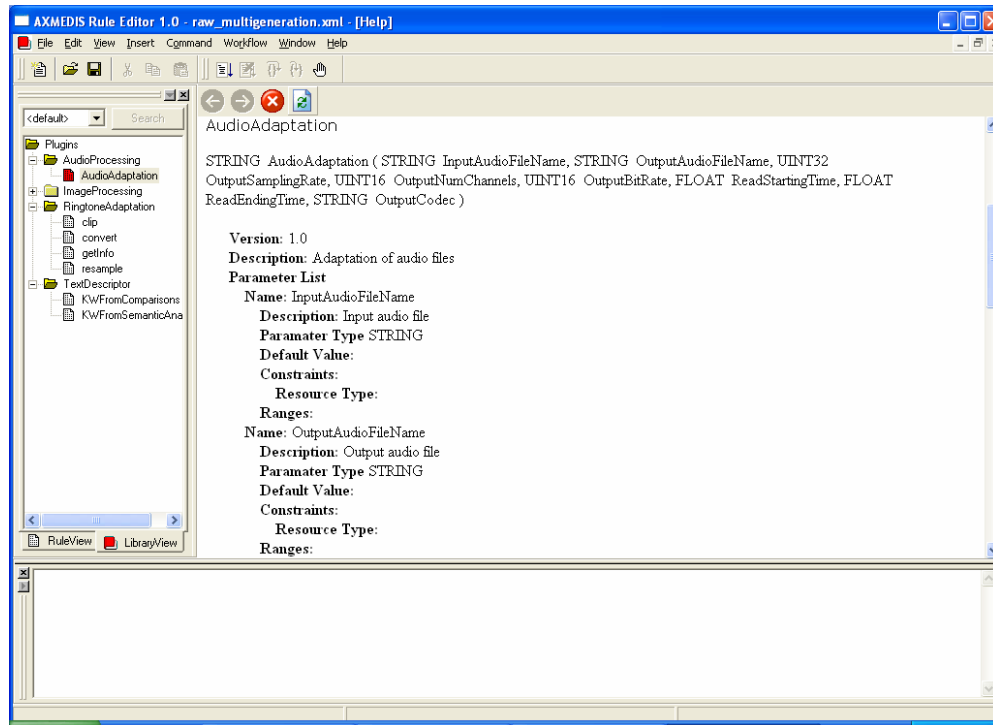 AXMEDIS Rule Editor 1.0 - raw_multigeneration.xml - [Help]
File Edit View Insert Command Workflow Window Help
<default> Search
Plugins
AudioProcessing
AudioAdaptation
ImageProcessing
RingtoneAdaptation
clip
convert
getInfo
resample
TextDescriptor
KWFromComparisons
KWFromSemanticAna
RuleView LibraryView
AudioAdaptation
STRING AudioAdaptation ( STRING InputAudioFileName, STRING OutputAudioFileName, UINT32
OutputSamplingRate, UINT16 OutputNumChannels, UINT16 OutputBitRate, FLOAT ReadStartingTime, FLOAT
ReadEndingTime, STRING OutputCodec )
Version: 1.0
Description: Adaptation of audio files
Parameter List
Name: InputAudioFileName
Description: Input audio file
Paramater Type STRING
Default Value:
Constraints:
Resource Type:
Ranges:
Name: OutputAudioFileName
Description: Output audio file
Paramater Type STRING
Default Value:
Constraints:
Resource Type:
Ranges: